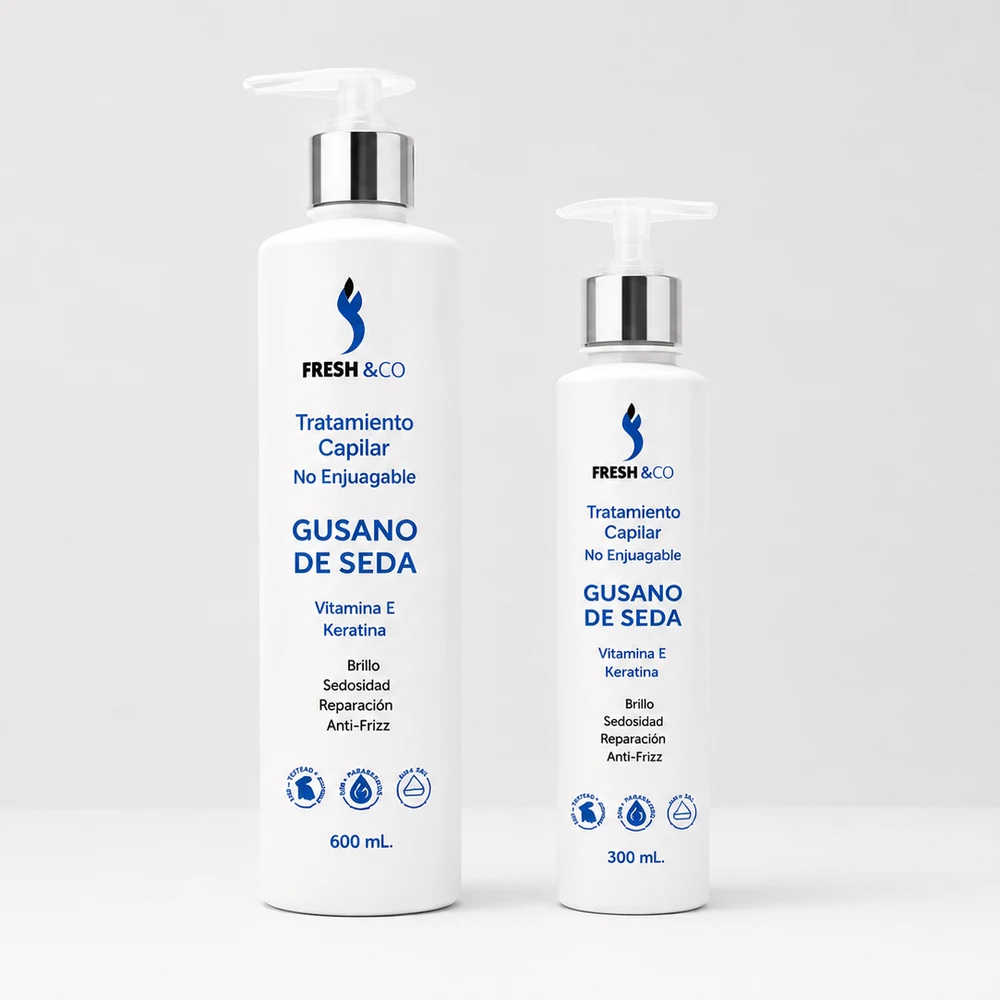 FRESH &CO
Tratamiento
Capilar
No Enjuagable
GUSANO
DE SEDA
Vitamina E
Keratina
Brillo
Sedosidad
Reparación
Anti-Frizz
600 mL.
FRESH &CO
Tratamiento
Capilar
No Enjuagable
GUSANO
DE SEDA
Vitamina E
Keratina
Brillo
Sedosidad
Reparación
Anti-Frizz
300 mL.